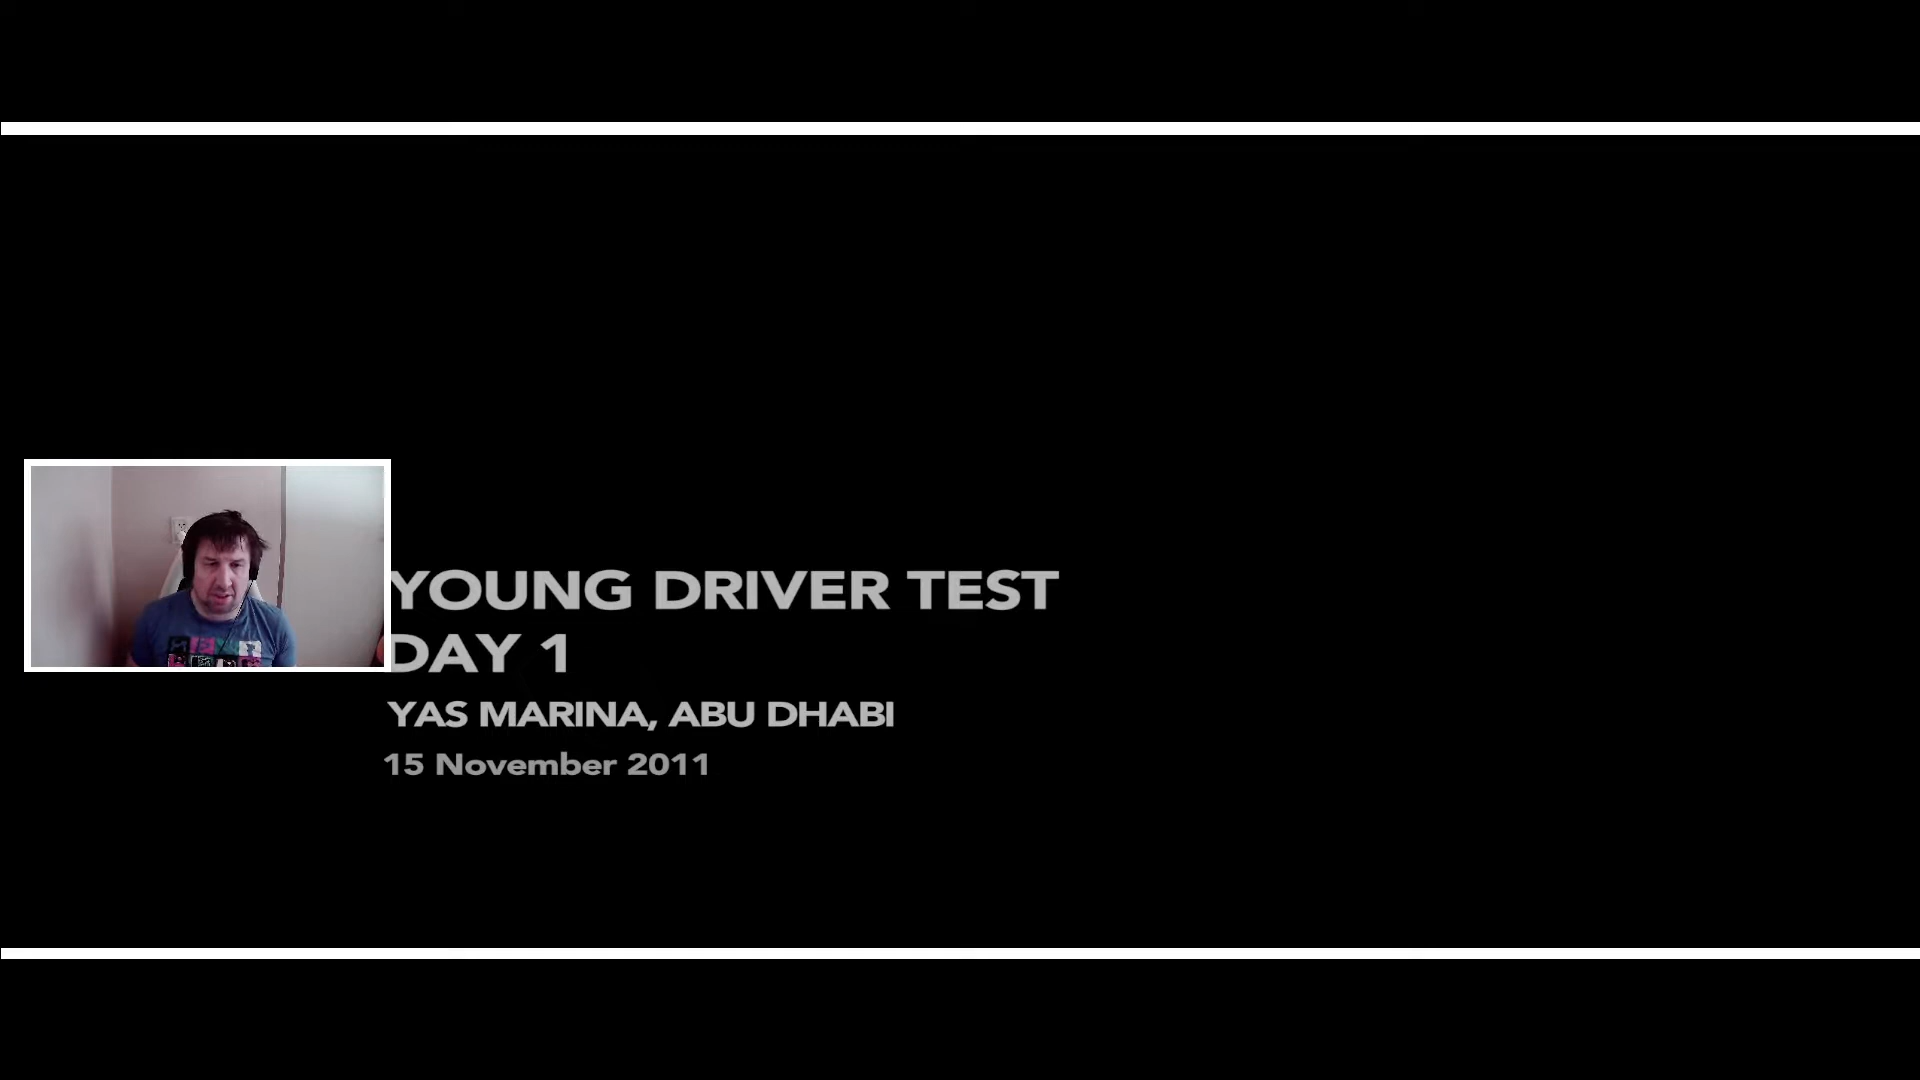 YOUNG DRIVER TEST
DAY 1
YAS MARINA, ABU DHABI
15 November 2011